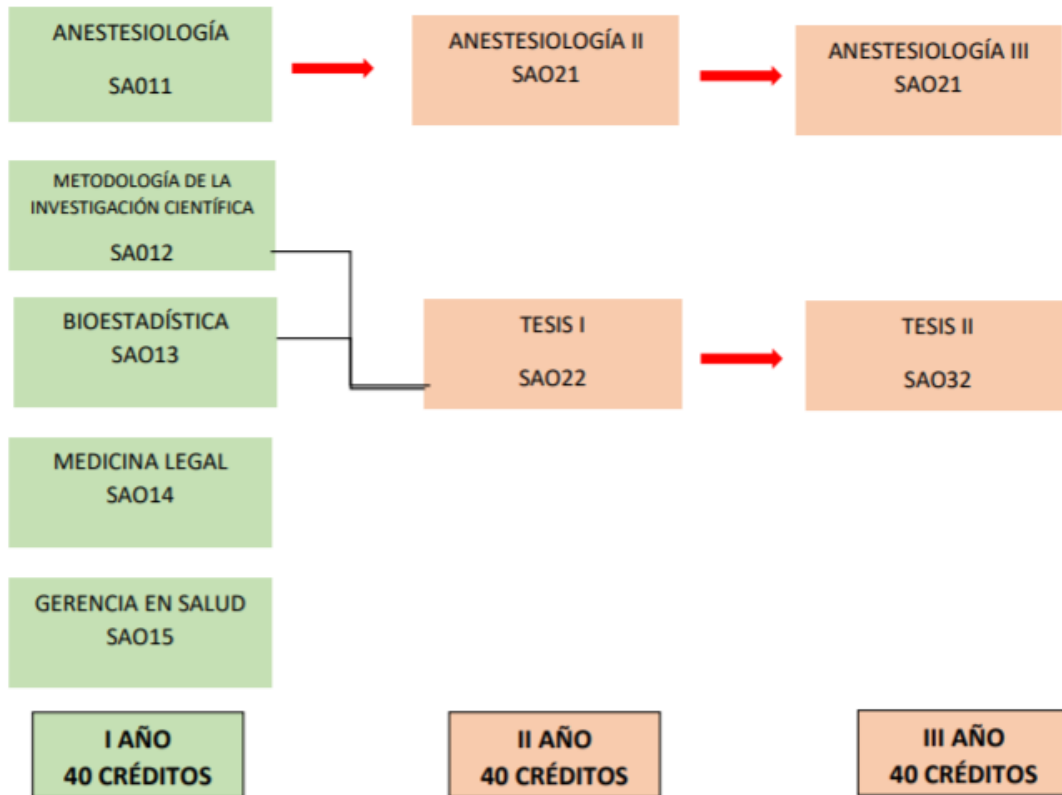 ANESTESIOLOGÍA
SA011
ANESTESIOLOGÍA II
SAO21
ANESTESIOLOGÍA III
SAO21
METODOLOGÍA DE LA
INVESTIGACIÓN CIENTÍFICA
SA012
BIOESTADÍSTICA
SAO13
TESIS I
SAO22
TESIS II
SAO32
MEDICINA LEGAL
SAO14
GERENCIA EN SALUD
SAO15
I AÑO
40 CRÉDITOS
II AÑO
40 CRÉDITOS
III AÑO
40 CRÉDITOS